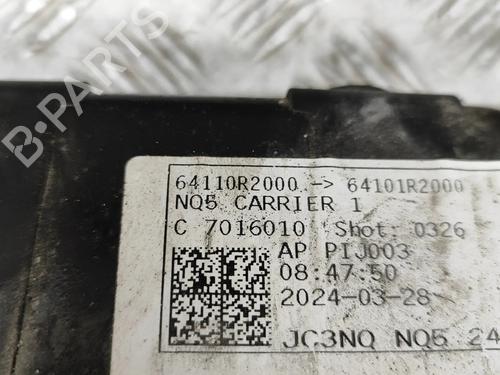 B-PARTS
64110R2000 -> 64101R2000
NQ5 CARRIER 1
C 7016010 Shot: 0326
AP PIJ003
08:47:50
2024-03-28
JC3NQ NQ5 24